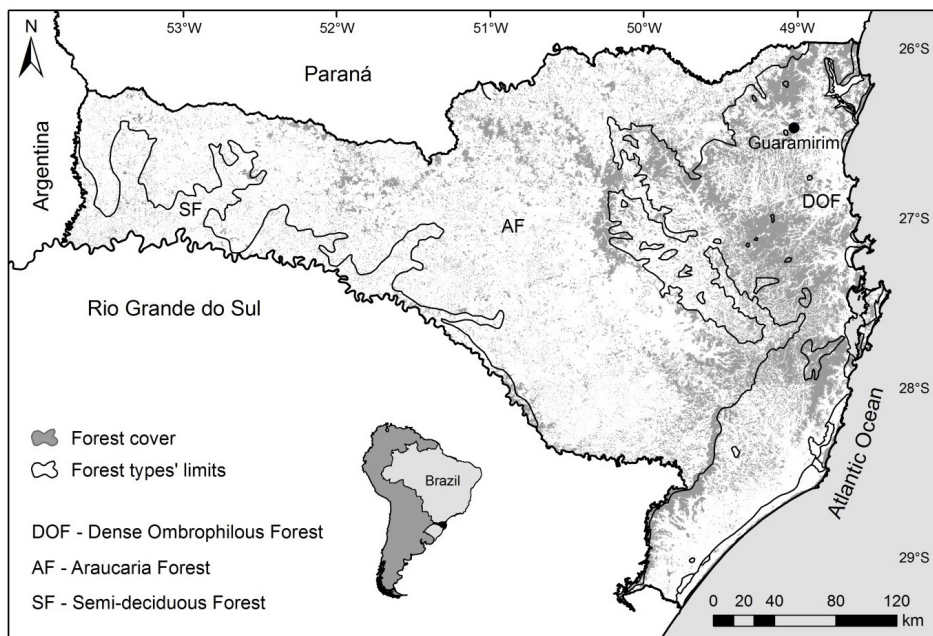 N
53°W
52°W
51°W
50°W
49°W
26°S
Paraná
Argentina
Guaramirim
DOF
SF
AF
27°S
Rio Grande do Sul
28°S
Atlantic Ocean
Forest cover
Forest types' limits
Brazil
DOF - Dense Ombrophilous Forest
AF - Araucaria Forest
SF - Semi-deciduous Forest
29°S
0 20 40 80 120
km